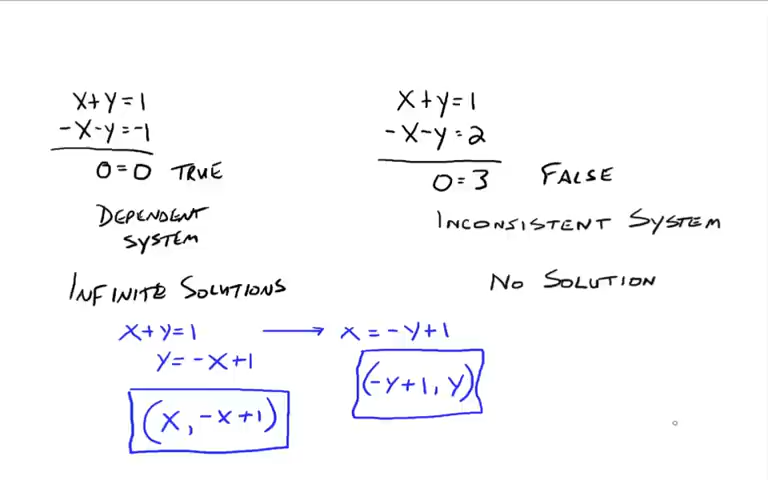 x+y=1
-x-y=-1
0=0 TRUE
DEPENDENT
SYSTEM
INFINITE SOLUTIONS
x+y=1 → x=-y+1
y=-x+1
(-y+1, y)
(x, -x+1)
x+y=1
-x-y=2
0=3 FALSE
INCONSISTENT SYSTEM
NO SOLUTION